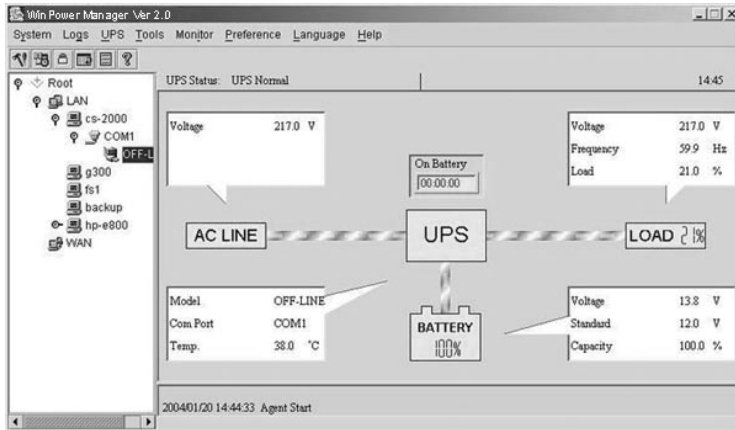 Win Power Manager Ver 2.0
System Logs UPS Tools Monitor Preference Language Help
Root
LAN
cs-2000
COM1
OFF-L
g300
fs1
backup
hp-e800
WAN
UPS Status: UPS Normal
14:45
Voltage 217.0 V
On Battery
00:00:00
Voltage 217.0 V
Frequency 59.9 Hz
Load 21.0 %
AC LINE
UPS
LOAD 21%
Model OFF-LINE
Com Port COM1
Temp. 38.0 °C
BATTERY
100%
Voltage 13.8 V
Standard 12.0 V
Capacity 100.0 %
2004/01/20 14:44:33 Agent Start